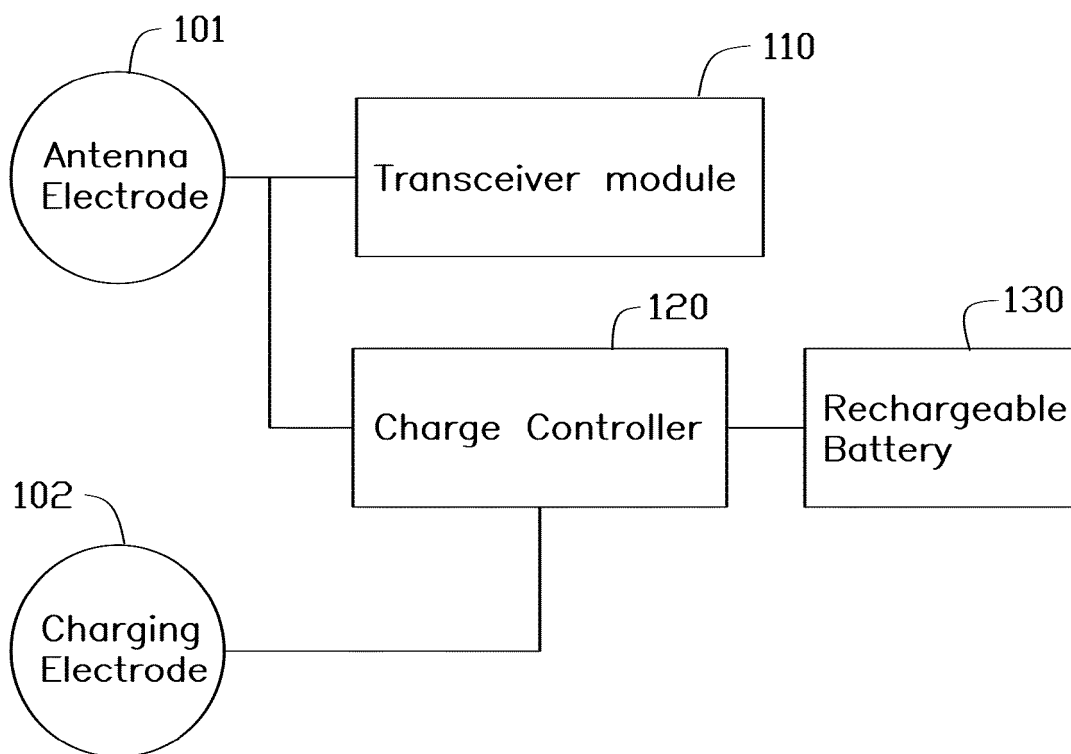 101
110
Antenna
Electrode
Transceiver module
120
130
Charge Controller
Rechargeable
Battery
102
Charging
Electrode